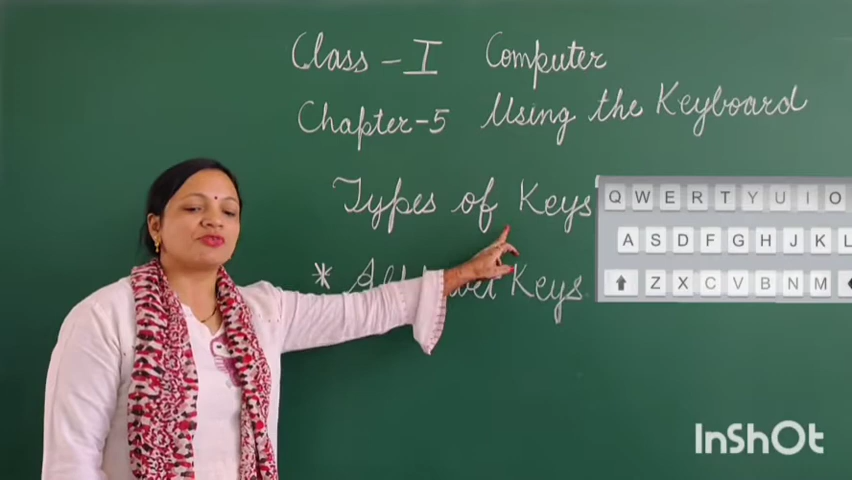 Class - I Computer
Chapter-5 Using the Keyboard
Types of Keys
* Keys
Q W E R T Y U I O
A S D F G H J K L
Z X C V B N M
InShOt